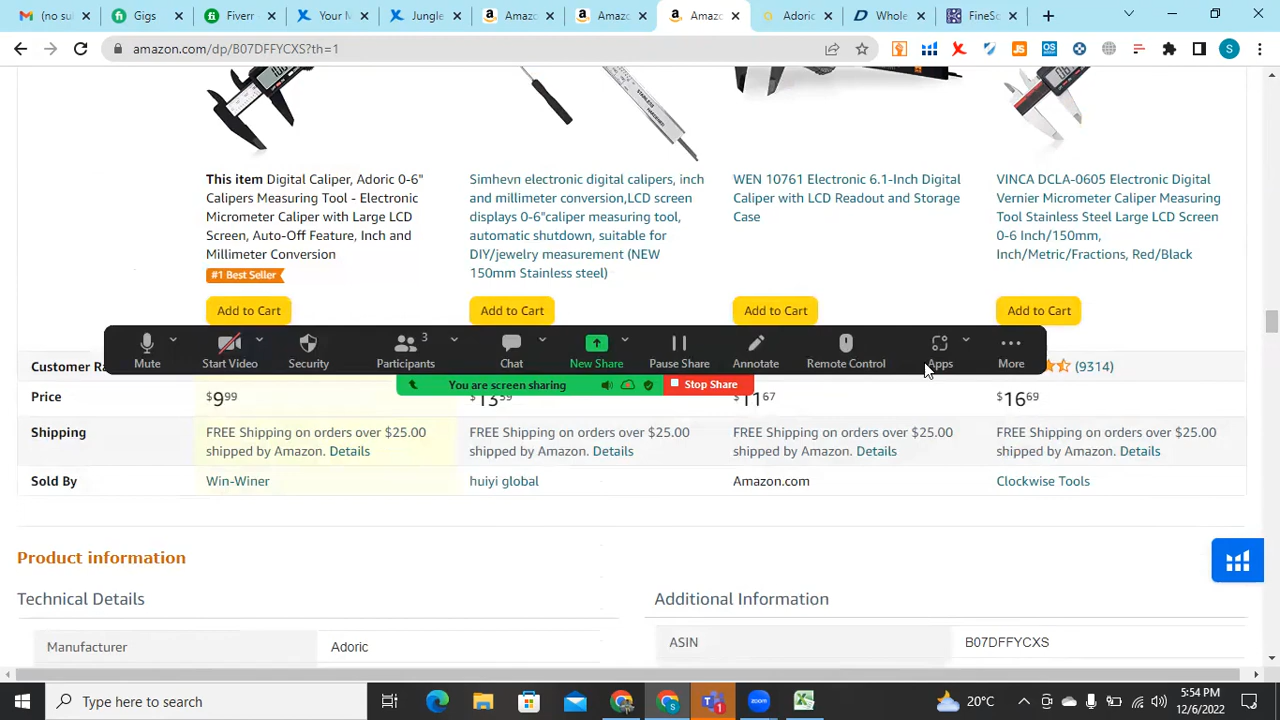 (no su
Gigs
Fiverr
Your M
Jungle
Amazo
Amazo
Amazo
Adoric
Whole
FineSc
amazon.com/dp/B07DFFYCXS?th=1
JS
OS
S
This item Digital Caliper, Adoric 0-6"
Calipers Measuring Tool - Electronic
Micrometer Caliper with Large LCD
Screen, Auto-Off Feature, Inch and
Millimeter Conversion
#1 Best Seller
Simhevn electronic digital calipers, inch
and millimeter conversion,LCD screen
displays 0-6"caliper measuring tool,
automatic shutdown, suitable for
DIY/jewelry measurement (NEW
150mm Stainless steel)
WEN 10761 Electronic 6.1-Inch Digital
Caliper with LCD Readout and Storage
Case
VINCA DCLA-0605 Electronic Digital
Vernier Micrometer Caliper Measuring
Tool Stainless Steel Large LCD Screen
0-6 Inch/150mm,
Inch/Metric/Fractions, Red/Black
Add to Cart Add to Cart Add to Cart Add to Cart
3
Mute Start Video Security Participants Chat New Share Pause Share Annotate Remote Control Apps More
You are screen sharing Stop Share
Customer Ra (9314)
Price $9.99 $13.59 $11.67 $16.69
Shipping
FREE Shipping on orders over $25.00
shipped by Amazon. Details
FREE Shipping on orders over $25.00
shipped by Amazon. Details
FREE Shipping on orders over $25.00
shipped by Amazon. Details
FREE Shipping on orders over $25.00
shipped by Amazon. Details
Sold By Win-Winer huiyi global Amazon.com Clockwise Tools
Product information
Technical Details
Manufacturer Adoric
Additional Information
ASIN B07DFFYCXS
Type here to search
20°C
5:54 PM
12/6/2022